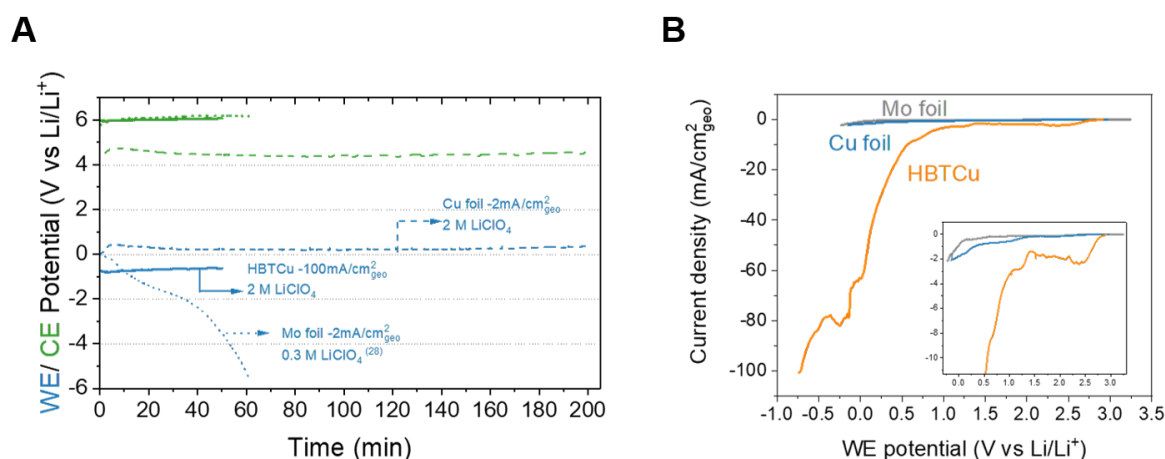 A
WE/ CE Potential (V vs Li/Li⁺)
6
4
2
0
-2
-4
-6
Cu foil -2mA/cm²geo
2 M LiClO₄
HBTCu -100mA/cm²geo
2 M LiClO₄
Mo foil -2mA/cm²geo
0.3 M LiClO₄ (28)
0 20 40 60 80 100 120 140 160 180 200
Time (min)
B
Current density (mA/cm²geo)
0
-20
-40
-60
-80
-100
Mo foil
Cu foil
HBTCu
0
-2
-4
-6
-8
-10
0.0 0.5 1.0 1.5 2.0 2.5 3.0
-1.0 -0.5 0.0 0.5 1.0 1.5 2.0 2.5 3.0 3.5
WE potential (V vs Li/Li⁺)